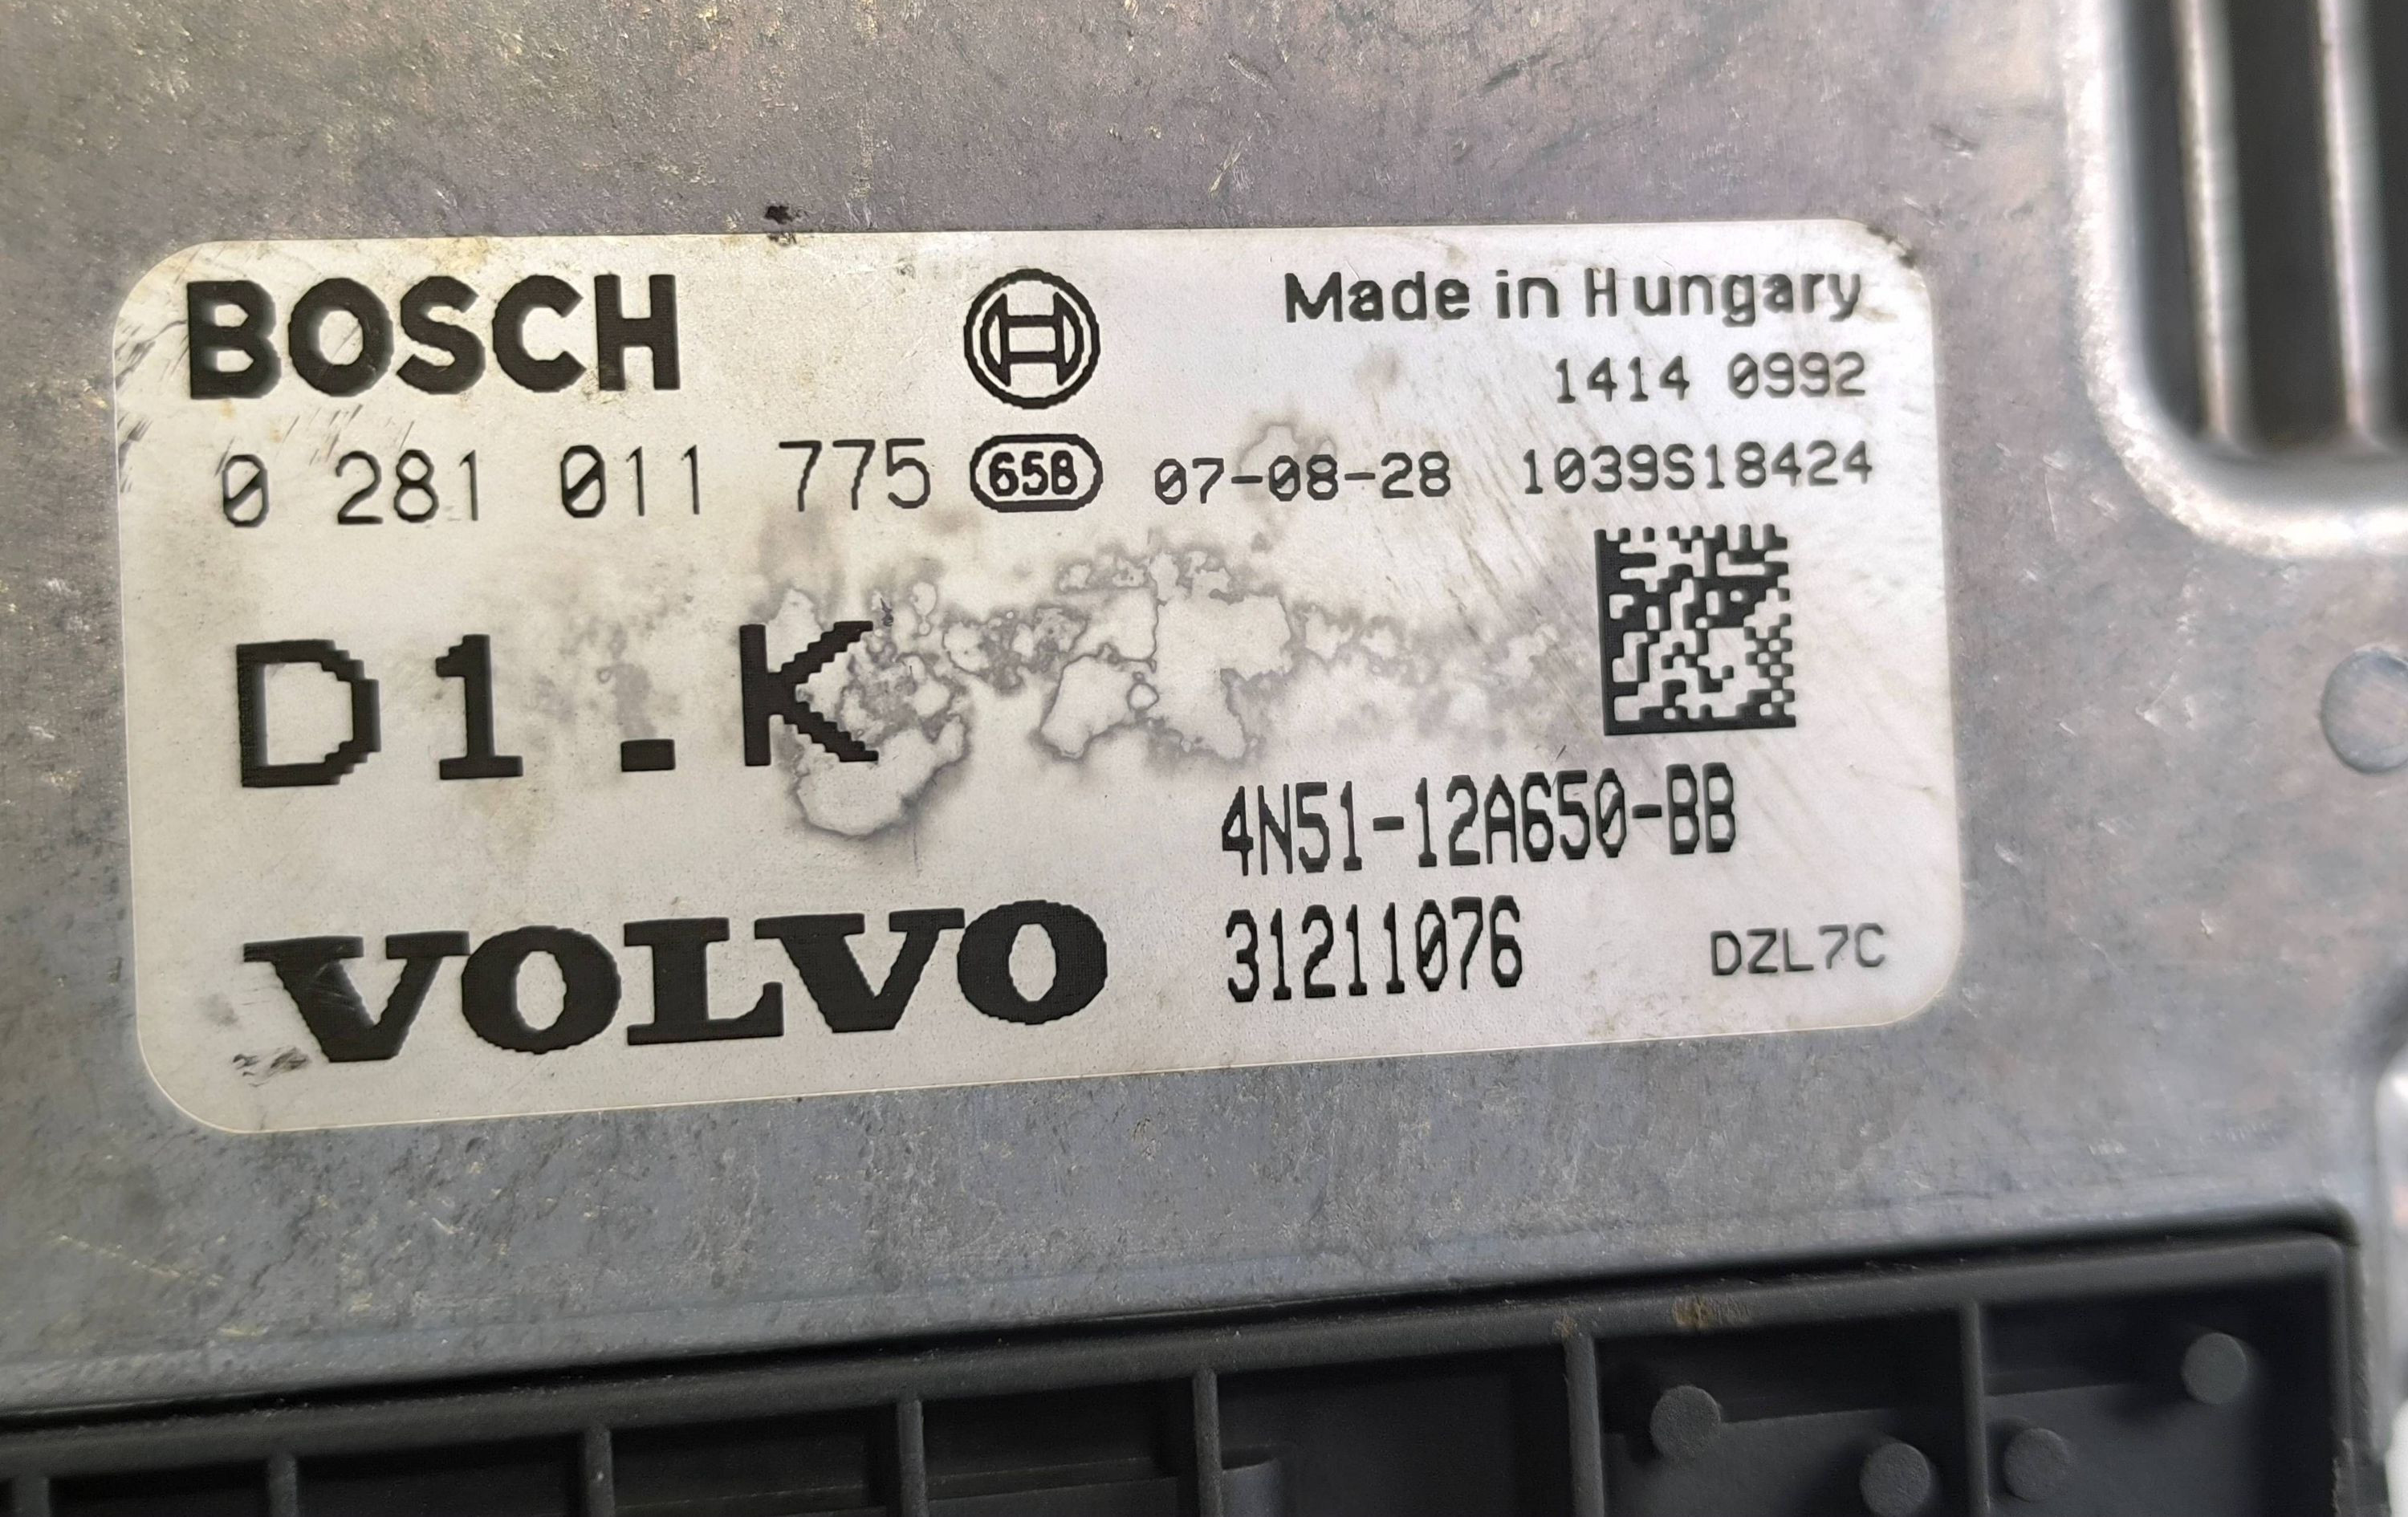 BOSCH
Made in Hungary
1414 0992
0 281 011 775 65B 07-08-28 1039S18424
D1.K
4N51-12A650-BB
VOLVO 31211076 DZL7C